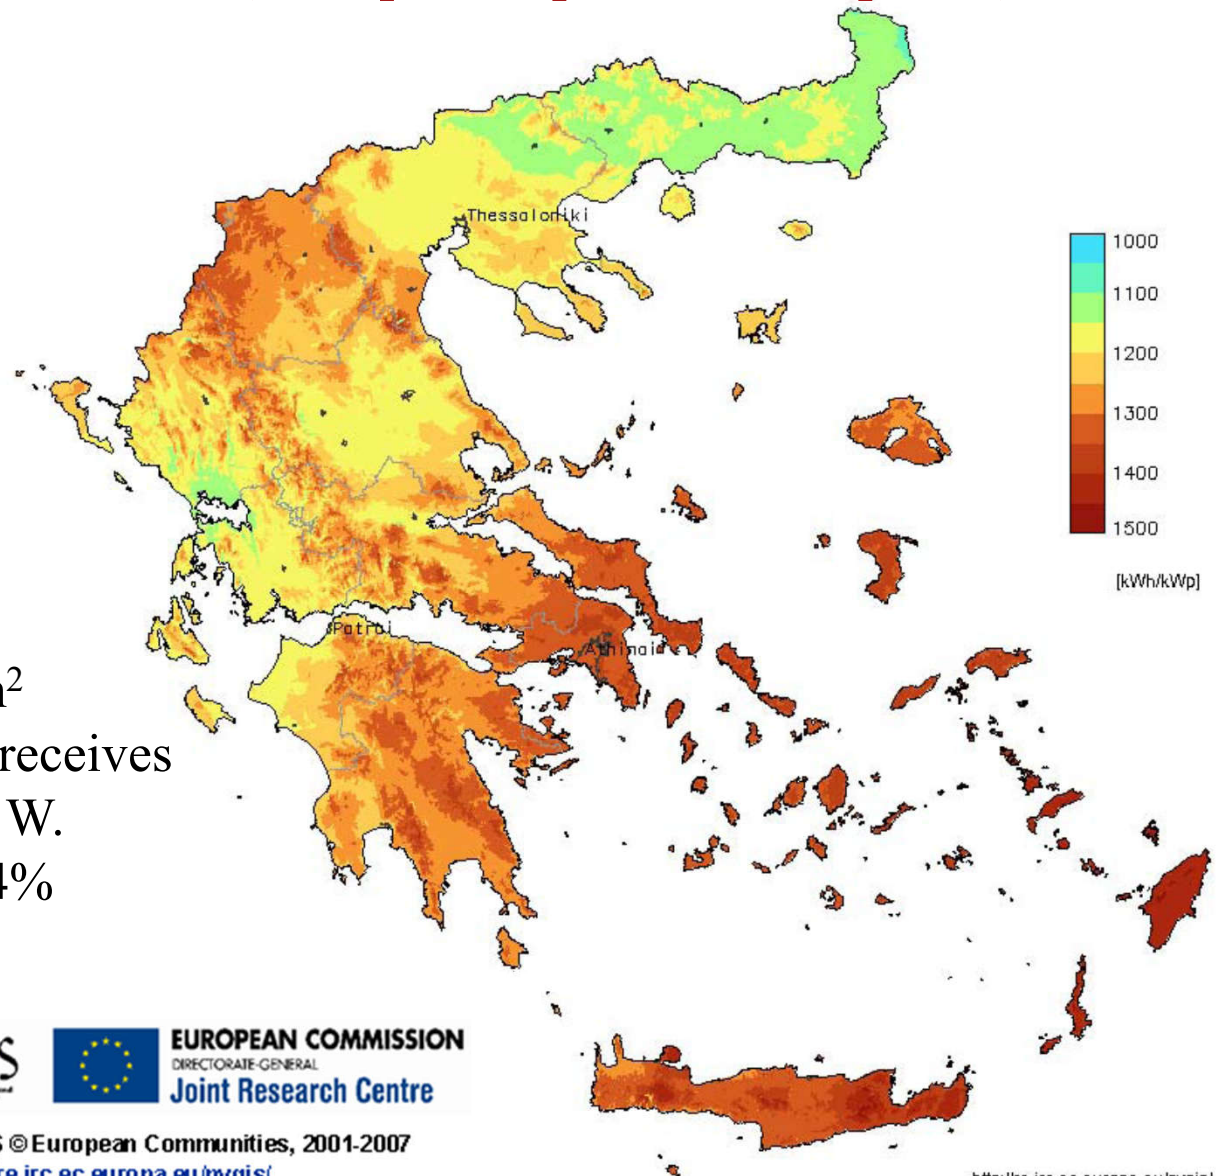 Thessaloniki
1000
1100
1200
1300
1400
1500
[kWh/kWp]
Patrai
Athinai
receives
W.
EUROPEAN COMMISSION
DIRECTORATE-GENERAL
Joint Research Centre
© European Communities, 2001-2007